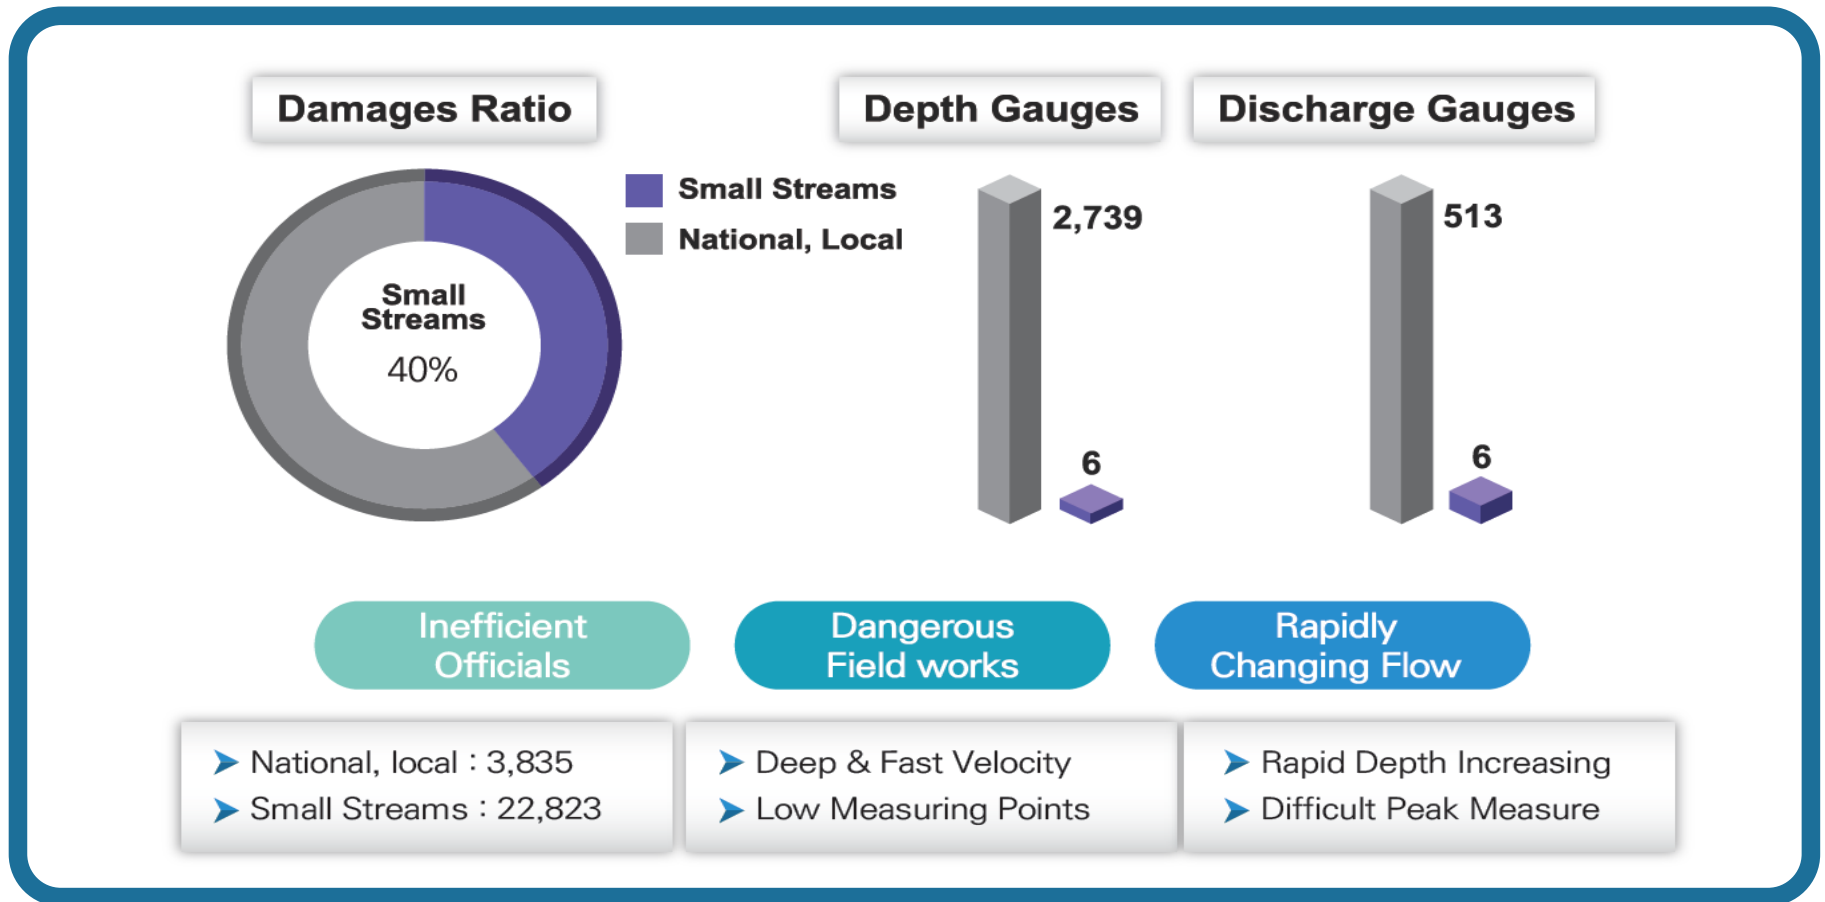 Damages Ratio
Small Streams
National, Local
Small
Streams
40%
Depth Gauges
2,739
6
Discharge Gauges
513
6
Inefficient
Officials
Dangerous
Field works
Rapidly
Changing Flow
National, local : 3,835
Small Streams : 22,823
Deep & Fast Velocity
Low Measuring Points
Rapid Depth Increasing
Difficult Peak Measure